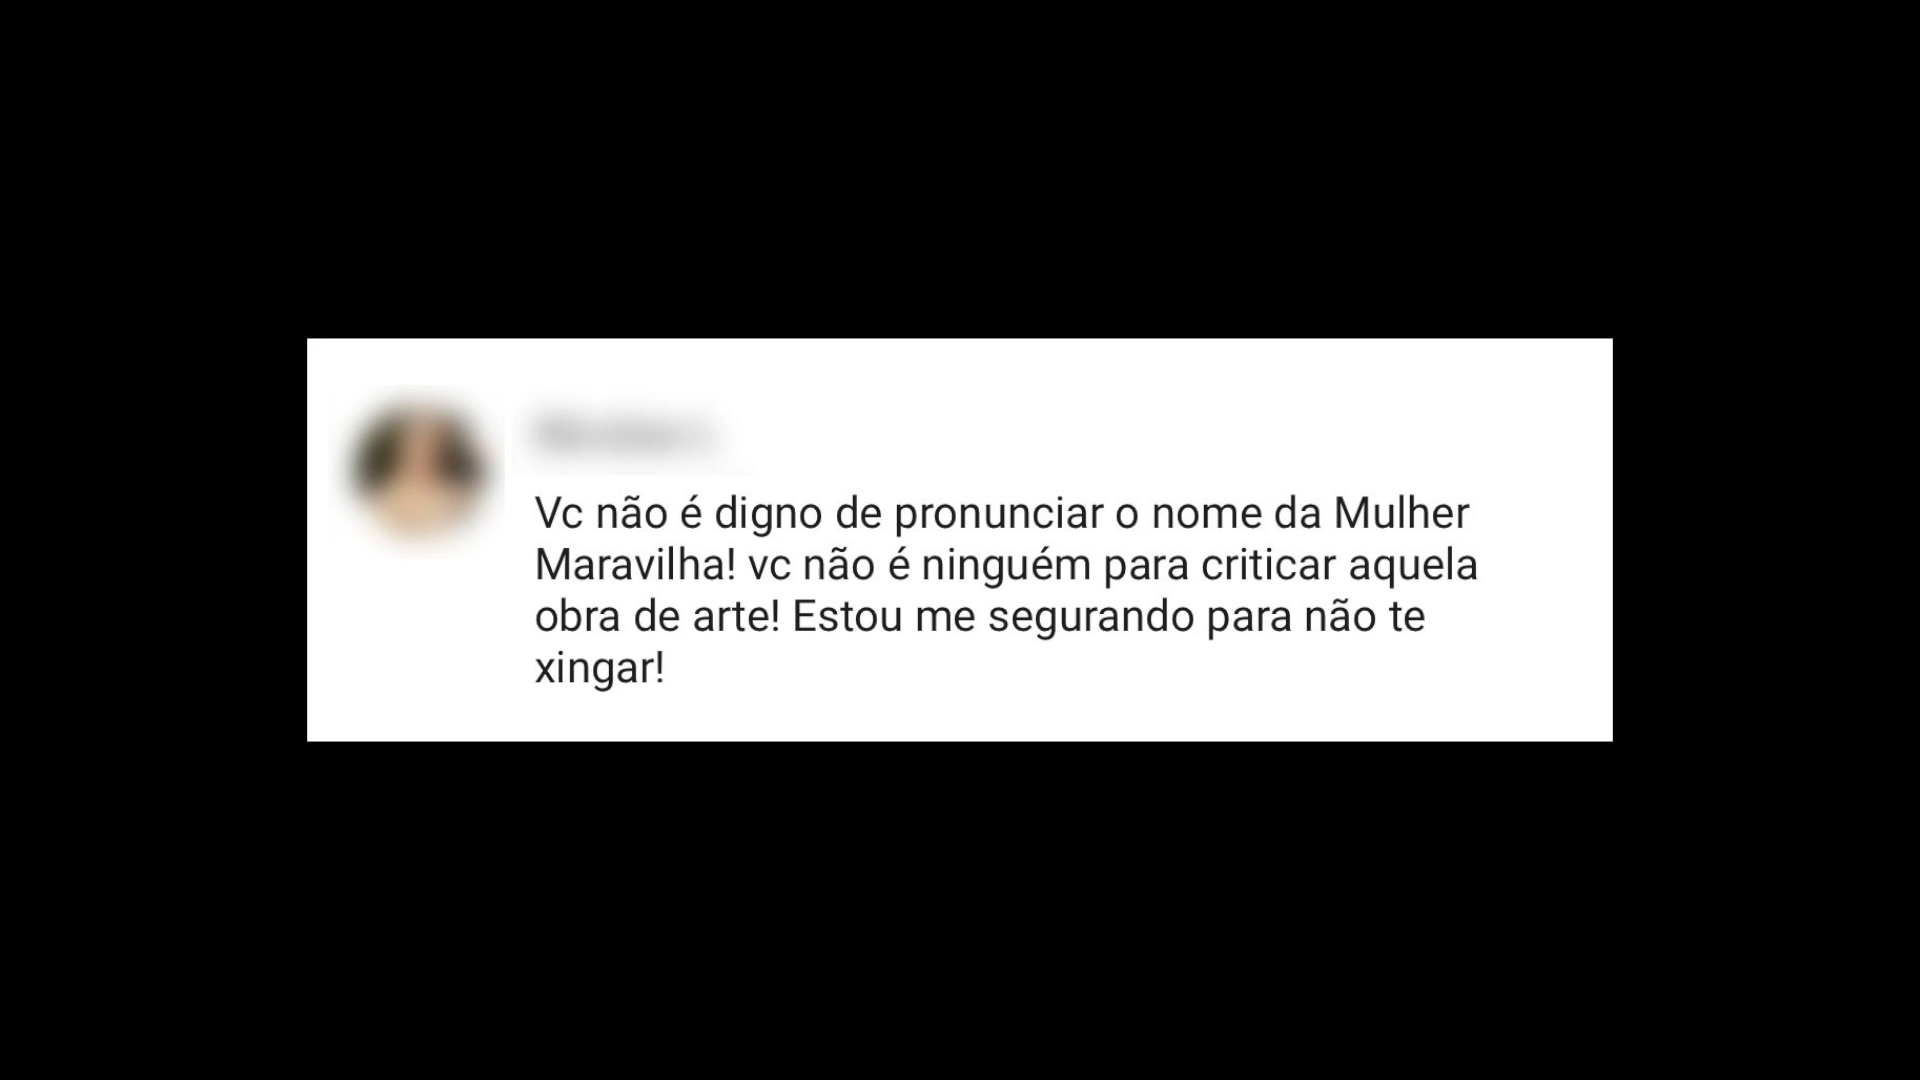 Vc não é digno de pronunciar o nome da Mulher
Maravilha! vc não é ninguém para criticar aquela
obra de arte! Estou me segurando para não te
xingar!